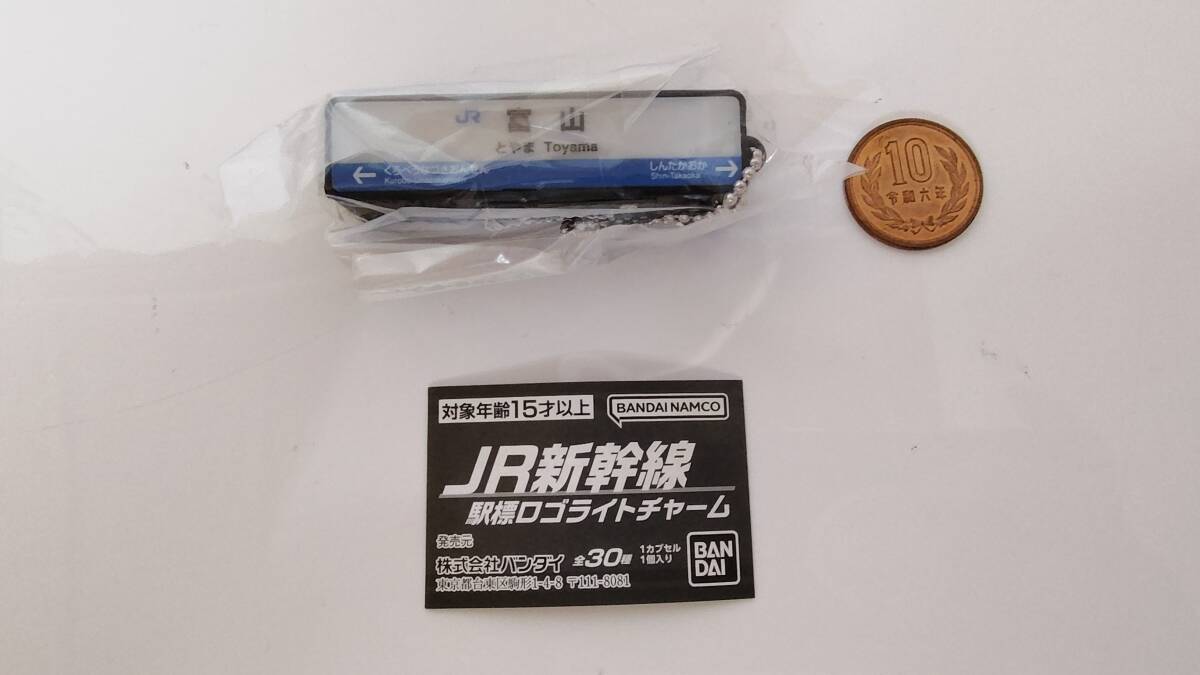 JR 富山
とやま Toyama
← しんたかおか →
Shin-Takaoka
10
令和六年
対象年齢15才以上
BANDAI NAMCO
JR新幹線
駅標ロゴライトチャーム
発売元
株式会社バンダイ
東京都台東区駒形1-4-8 〒111-8081
全30種
1カプセル
1個入り
BAN
DAI